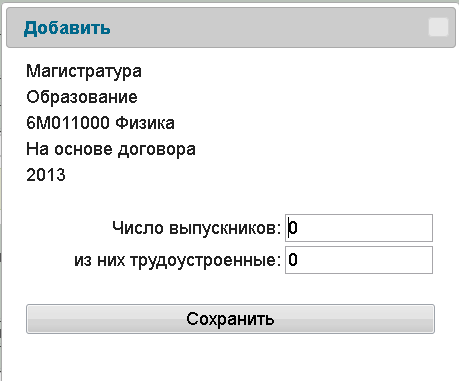 Добавить
Магистратура
Образование
6М011000 Физика
На основе договора
2013
Число выпускников: 0
из них трудоустроенные: 0
Сохранить